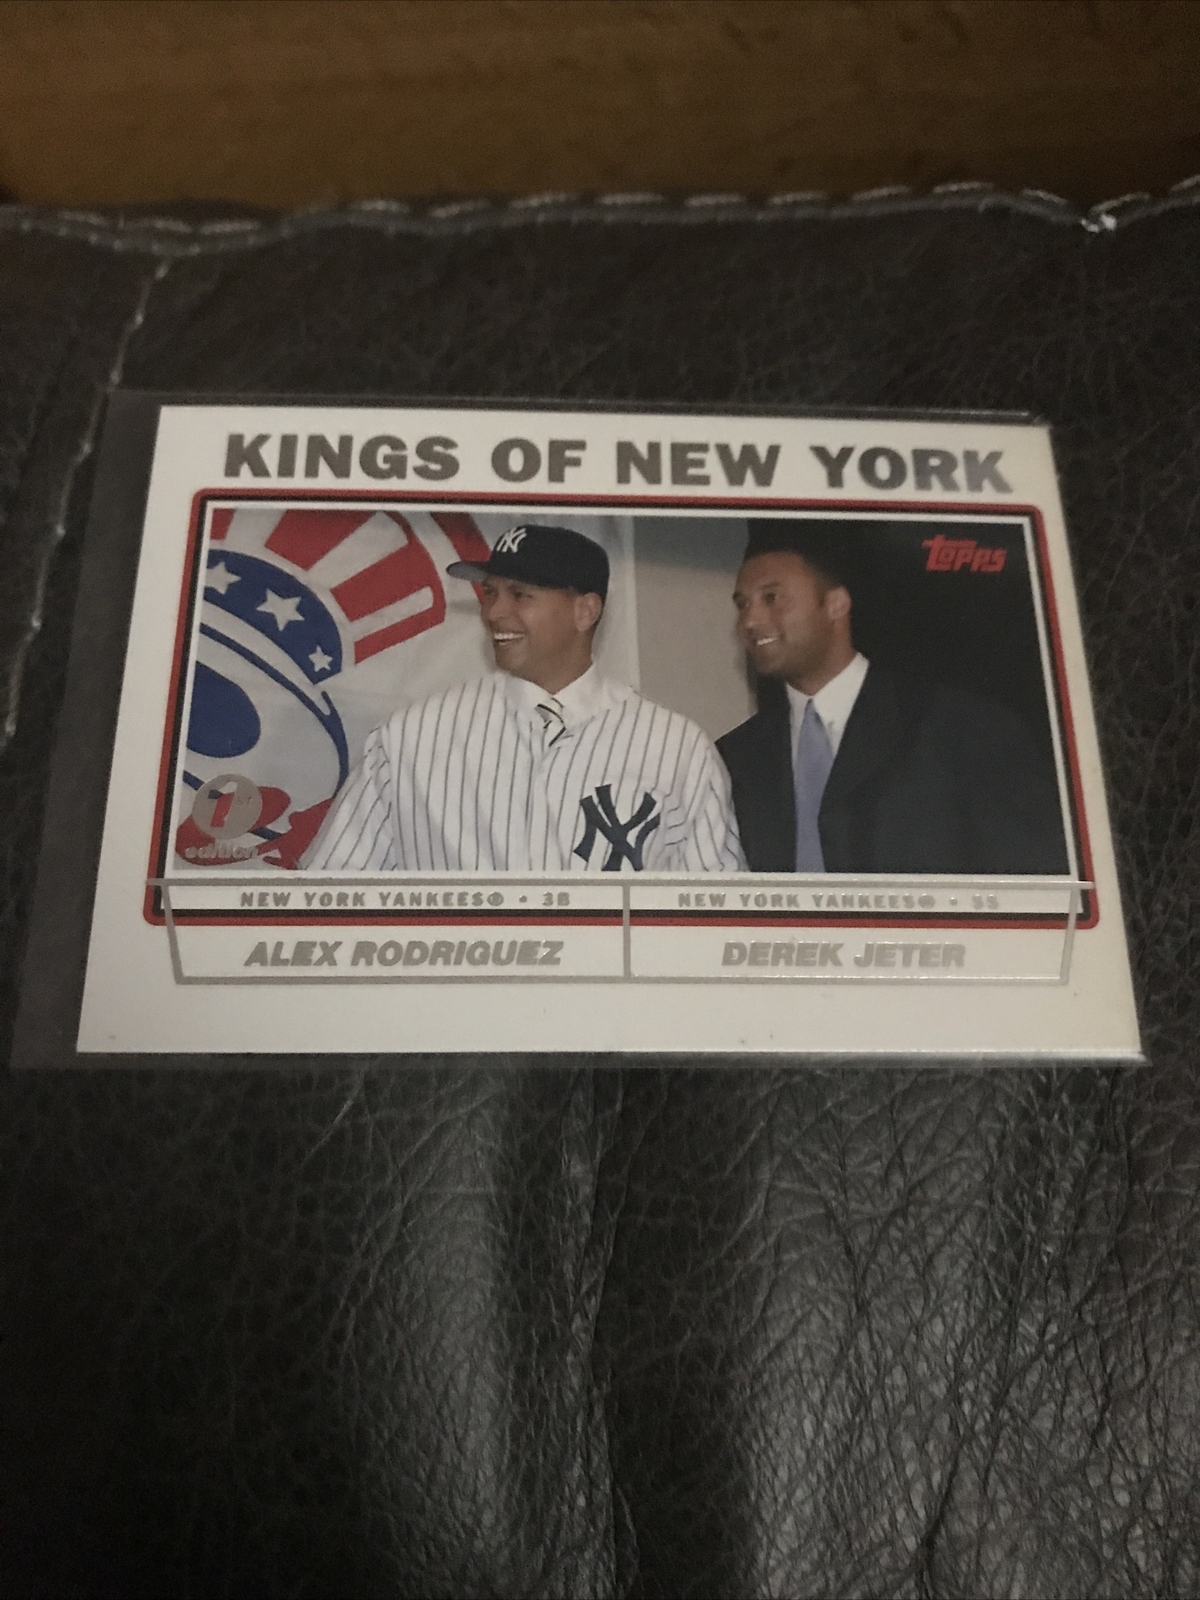 KINGS OF NEW YORK
NY
Topps
1ST
edition
NY
NEW YORK YANKEES® • 3B
NEW YORK YANKEES® • SS
ALEX RODRIGUEZ
DEREK JETER